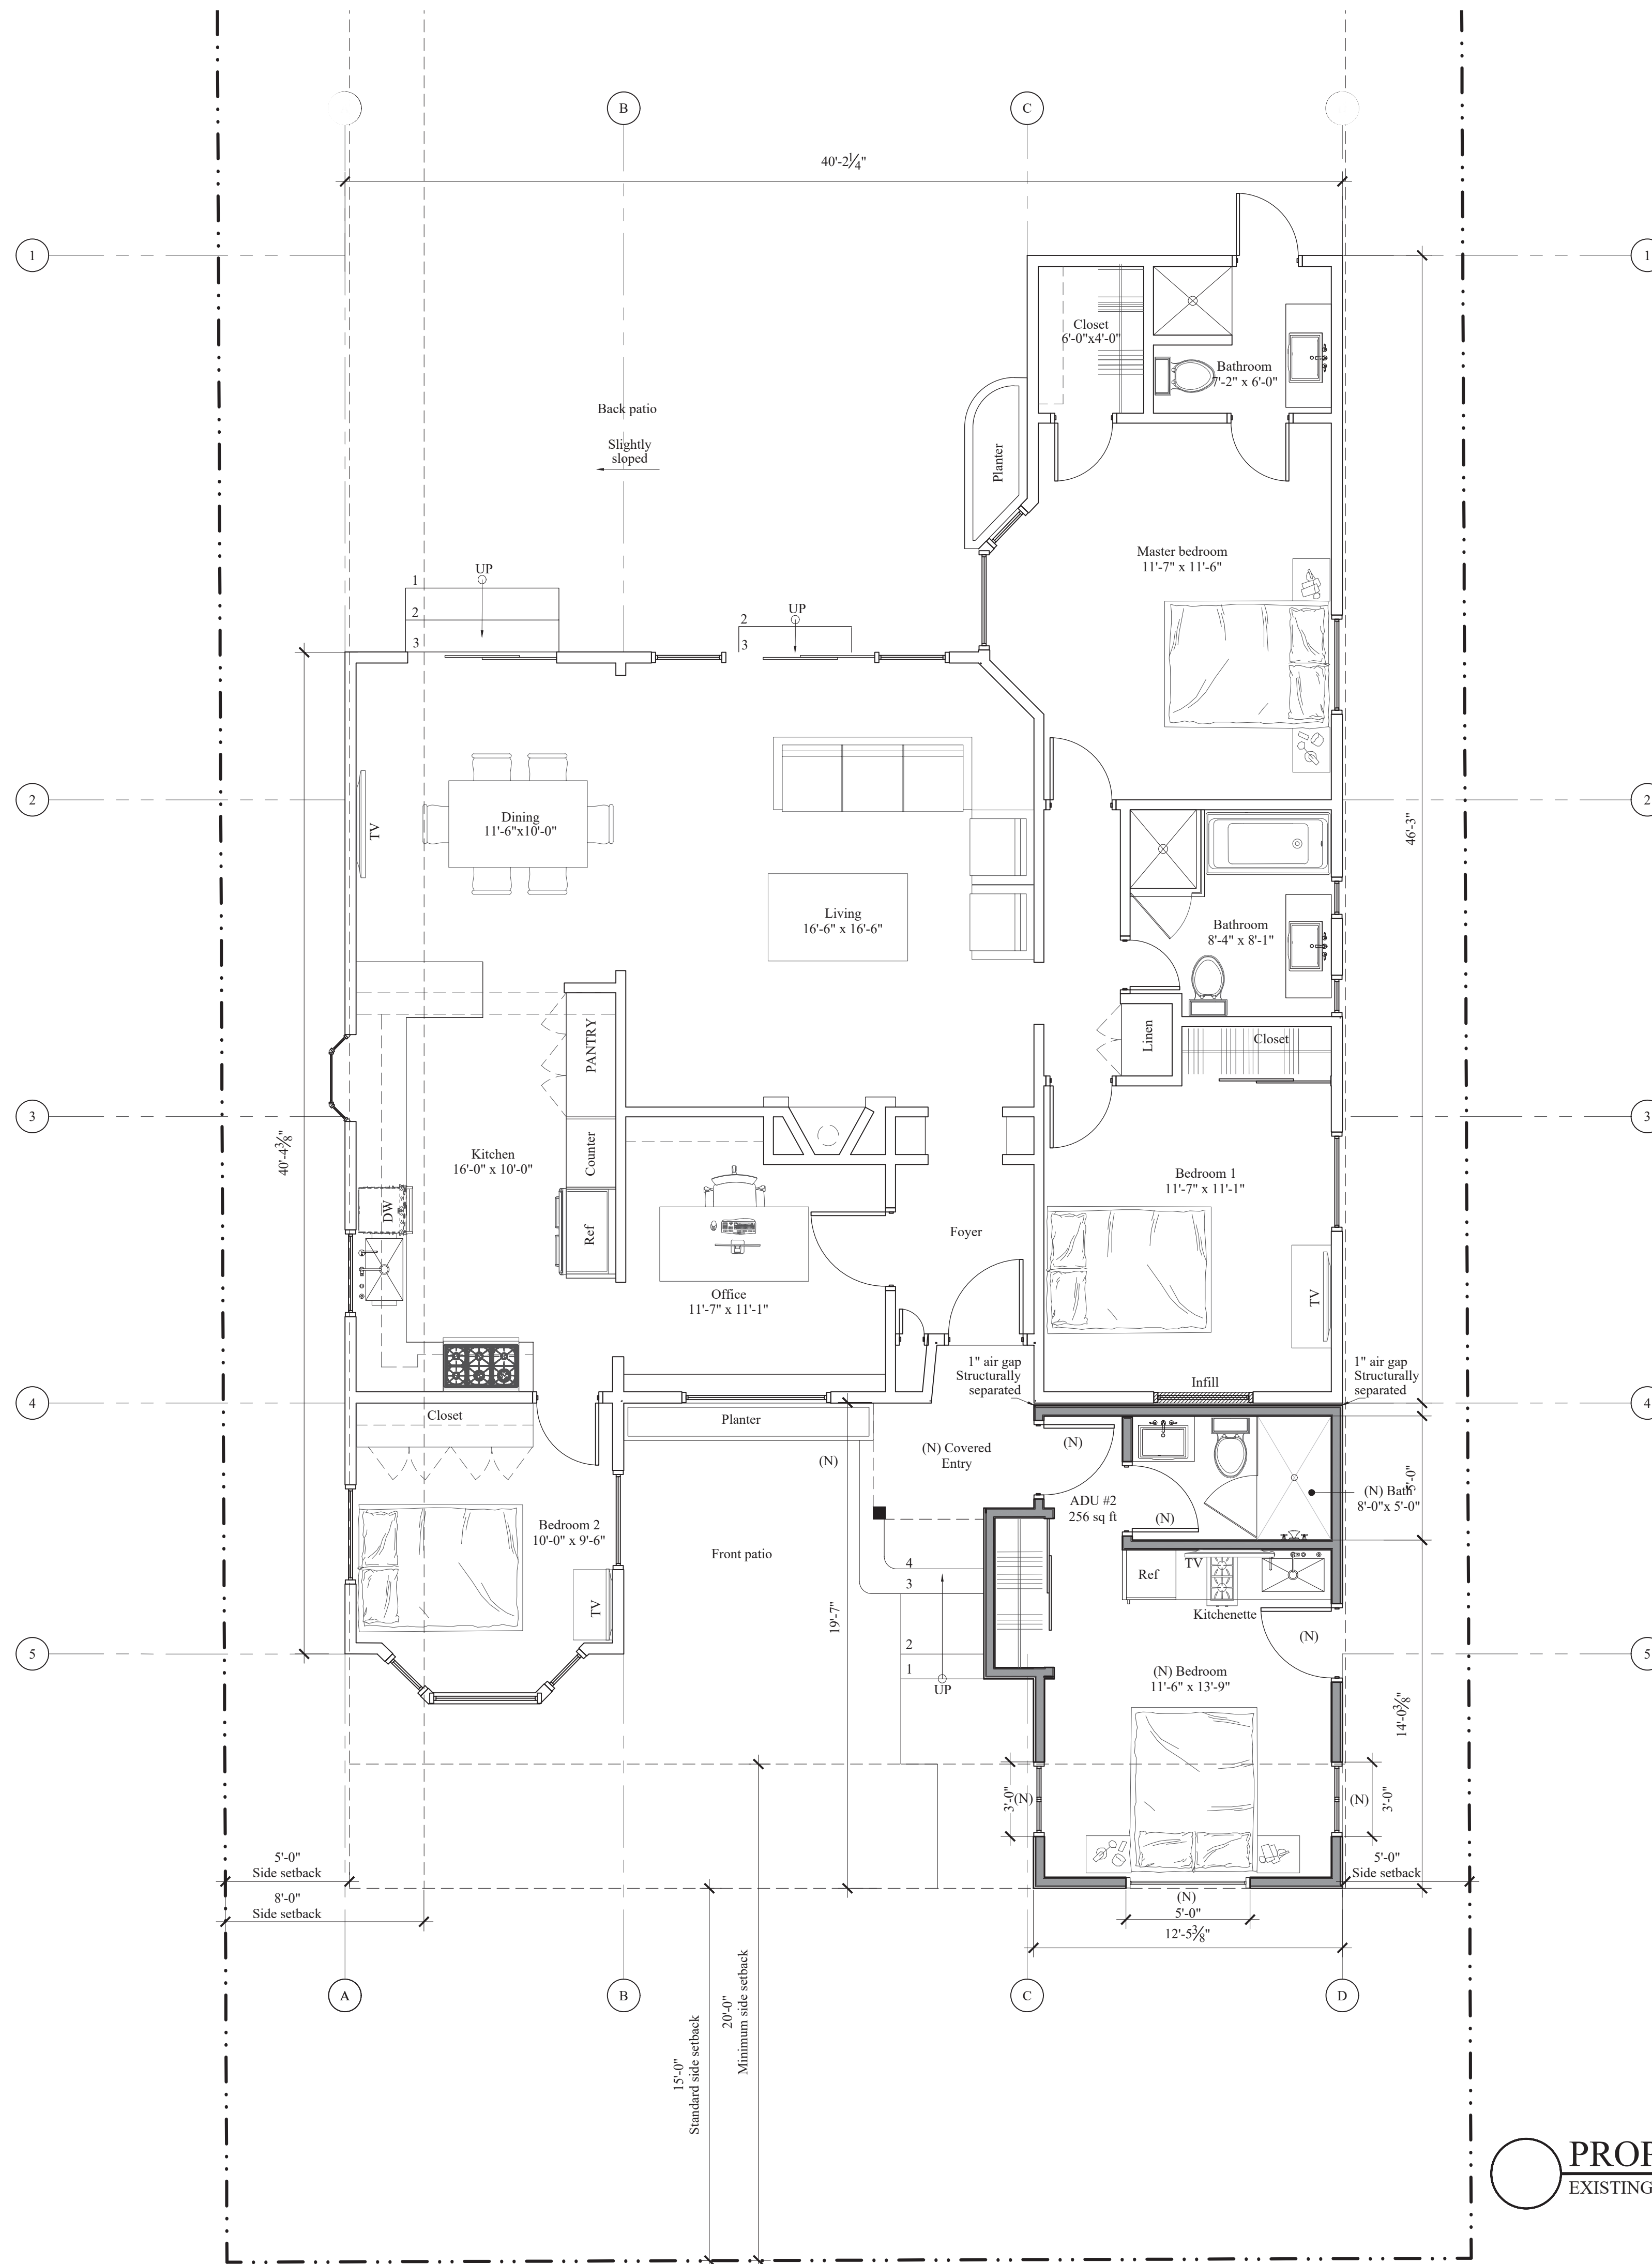 B
C
40'-2¼"
1
1
Closet
6'-0"x4'-0"
Bathroom
7'-2" x 6'-0"
Back patio
Slightly
sloped
Planter
Master bedroom
11'-7" x 11'-6"
UP
1
2
3
UP
2
3
2
2
46'-3"
Dining
11'-6"x10'-0"
TV
Living
16'-6" x 16'-6"
Bathroom
8'-4" x 8'-1"
PANTRY
Linen
Closet
3
3
40'-4⅜"
Kitchen
16'-0" x 10'-0"
Counter
Bedroom 1
11'-7" x 11'-1"
DW
Ref
Foyer
Office
11'-7" x 11'-1"
TV
1" air gap
Structurally
separated
1" air gap
Structurally
separated
Infill
4
4
Closet
Planter
(N)
(N) Covered
Entry
(N)
ADU #2
256 sq ft
(N)
(N) Bath
8'-0"x 5'-0"
5'-0"
Bedroom 2
10'-0" x 9'-6"
Front patio
4
3
2
1
UP
TV
Ref
TV
Kitchenette
(N)
19'-7"
5
5
(N) Bedroom
11'-6" x 13'-9"
14'-0⅜"
3'-0"
(N)
(N)
3'-0"
5'-0"
Side setback
8'-0"
Side setback
5'-0"
Side setback
(N)
5'-0"
12'-5⅜"
A
B
C
D
20'-0"
Minimum side setback
15'-0"
Standard side setback
PROP
EXISTING